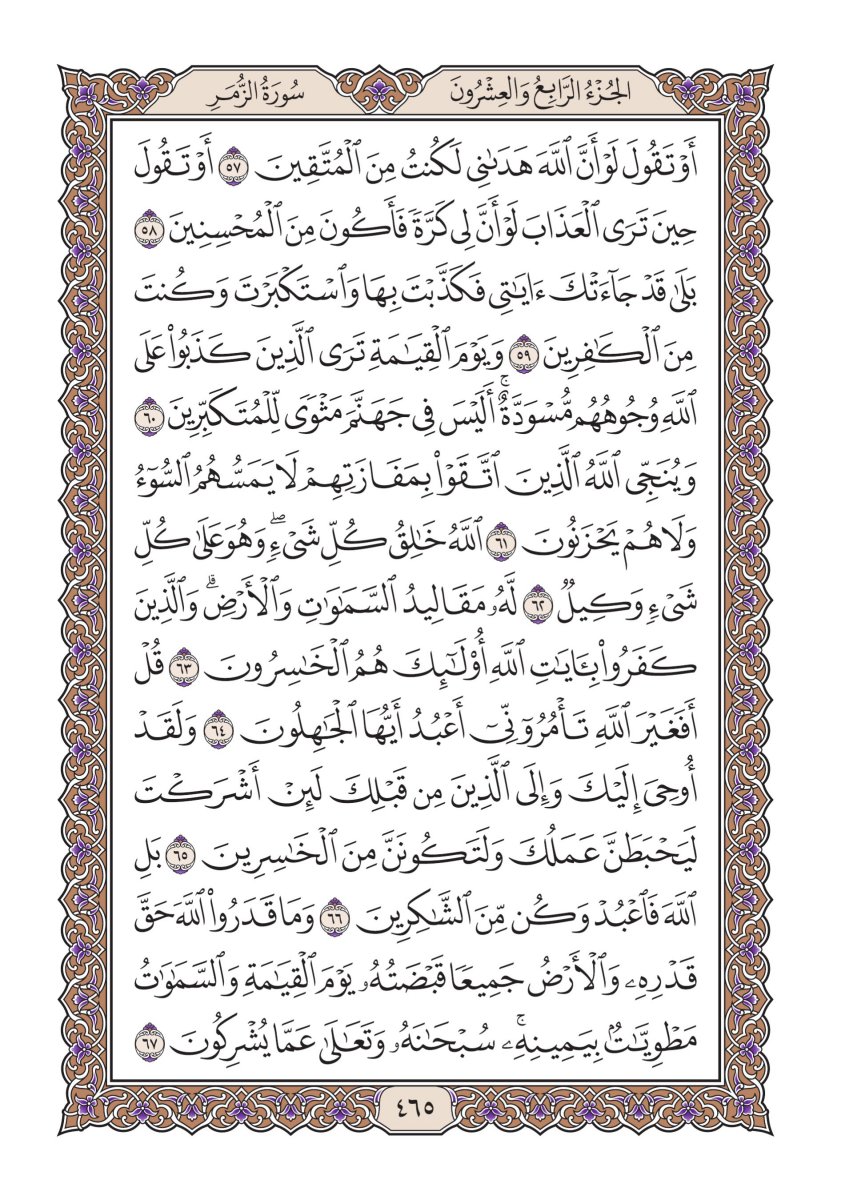 الجُزْءُ الرَّابِعُ وَالعِشْرُونَ
سُورَةُ الزُّمَرِ
أَوْ تَقُولَ لَوْ أَنَّ ٱللَّهَ هَدَىٰنِي لَكُنتُ مِنَ ٱلْمُتَّقِينَ ٥٧ أَوْ تَقُولَ
حِينَ تَرَى ٱلْعَذَابَ لَوْ أَنَّ لِي كَرَّةً فَأَكُونَ مِنَ ٱلْمُحْسِنِينَ ٥٨
بَلَىٰ قَدْ جَآءَتْكَ ءَايَٰتِي فَكَذَّبْتَ بِهَا وَٱسْتَكْبَرْتَ وَكُنتَ
مِنَ ٱلْكَٰفِرِينَ ٥٩ وَيَوْمَ ٱلْقِيَٰمَةِ تَرَى ٱلَّذِينَ كَذَبُوا۟ عَلَى
ٱللَّهِ وُجُوهُهُم مُّسْوَدَّةٌ ۚ أَلَيْسَ فِي جَهَنَّمَ مَثْوًى لِّلْمُتَكَبِّرِينَ ٦٠
وَيُنَجِّي ٱللَّهُ ٱلَّذِينَ ٱتَّقَوْا۟ بِمَفَازَتِهِمْ لَا يَمَسُّهُمُ ٱلسُّوٓءُ
وَلَا هُمْ يَحْزَنُونَ ٦١ ٱللَّهُ خَٰلِقُ كُلِّ شَيْءٍ ۖ وَهُوَ عَلَىٰ كُلِّ
شَيْءٍ وَكِيلٌ ٦٢ لَّهُۥ مَقَالِيدُ ٱلسَّمَٰوَٰتِ وَٱلْأَرْضِ ۗ وَٱلَّذِينَ
كَفَرُوا۟ بِـَٔايَٰتِ ٱللَّهِ أُو۟لَٰٓئِكَ هُمُ ٱلْخَٰسِرُونَ ٦٣ قُلْ
أَفَغَيْرَ ٱللَّهِ تَأْمُرُوٓنِّيٓ أَعْبُدُ أَيُّهَا ٱلْجَٰهِلُونَ ٦٤ وَلَقَدْ
أُوحِيَ إِلَيْكَ وَإِلَى ٱلَّذِينَ مِن قَبْلِكَ لَئِنْ أَشْرَكْتَ
لَيَحْبَطَنَّ عَمَلُكَ وَلَتَكُونَنَّ مِنَ ٱلْخَٰسِرِينَ ٦٥ بَلِ
ٱللَّهَ فَٱعْبُدْ وَكُن مِّنَ ٱلشَّٰكِرِينَ ٦٦ وَمَا قَدَرُوا۟ ٱللَّهَ حَقَّ
قَدْرِهِۦ وَٱلْأَرْضُ جَمِيعًا قَبْضَتُهُۥ يَوْمَ ٱلْقِيَٰمَةِ وَٱلسَّمَٰوَٰتُ
مَطْوِيَّٰتٌۢ بِيَمِينِهِۦ ۚ سُبْحَٰنَهُۥ وَتَعَٰلَىٰ عَمَّا يُشْرِكُونَ ٦٧
٤٦٥